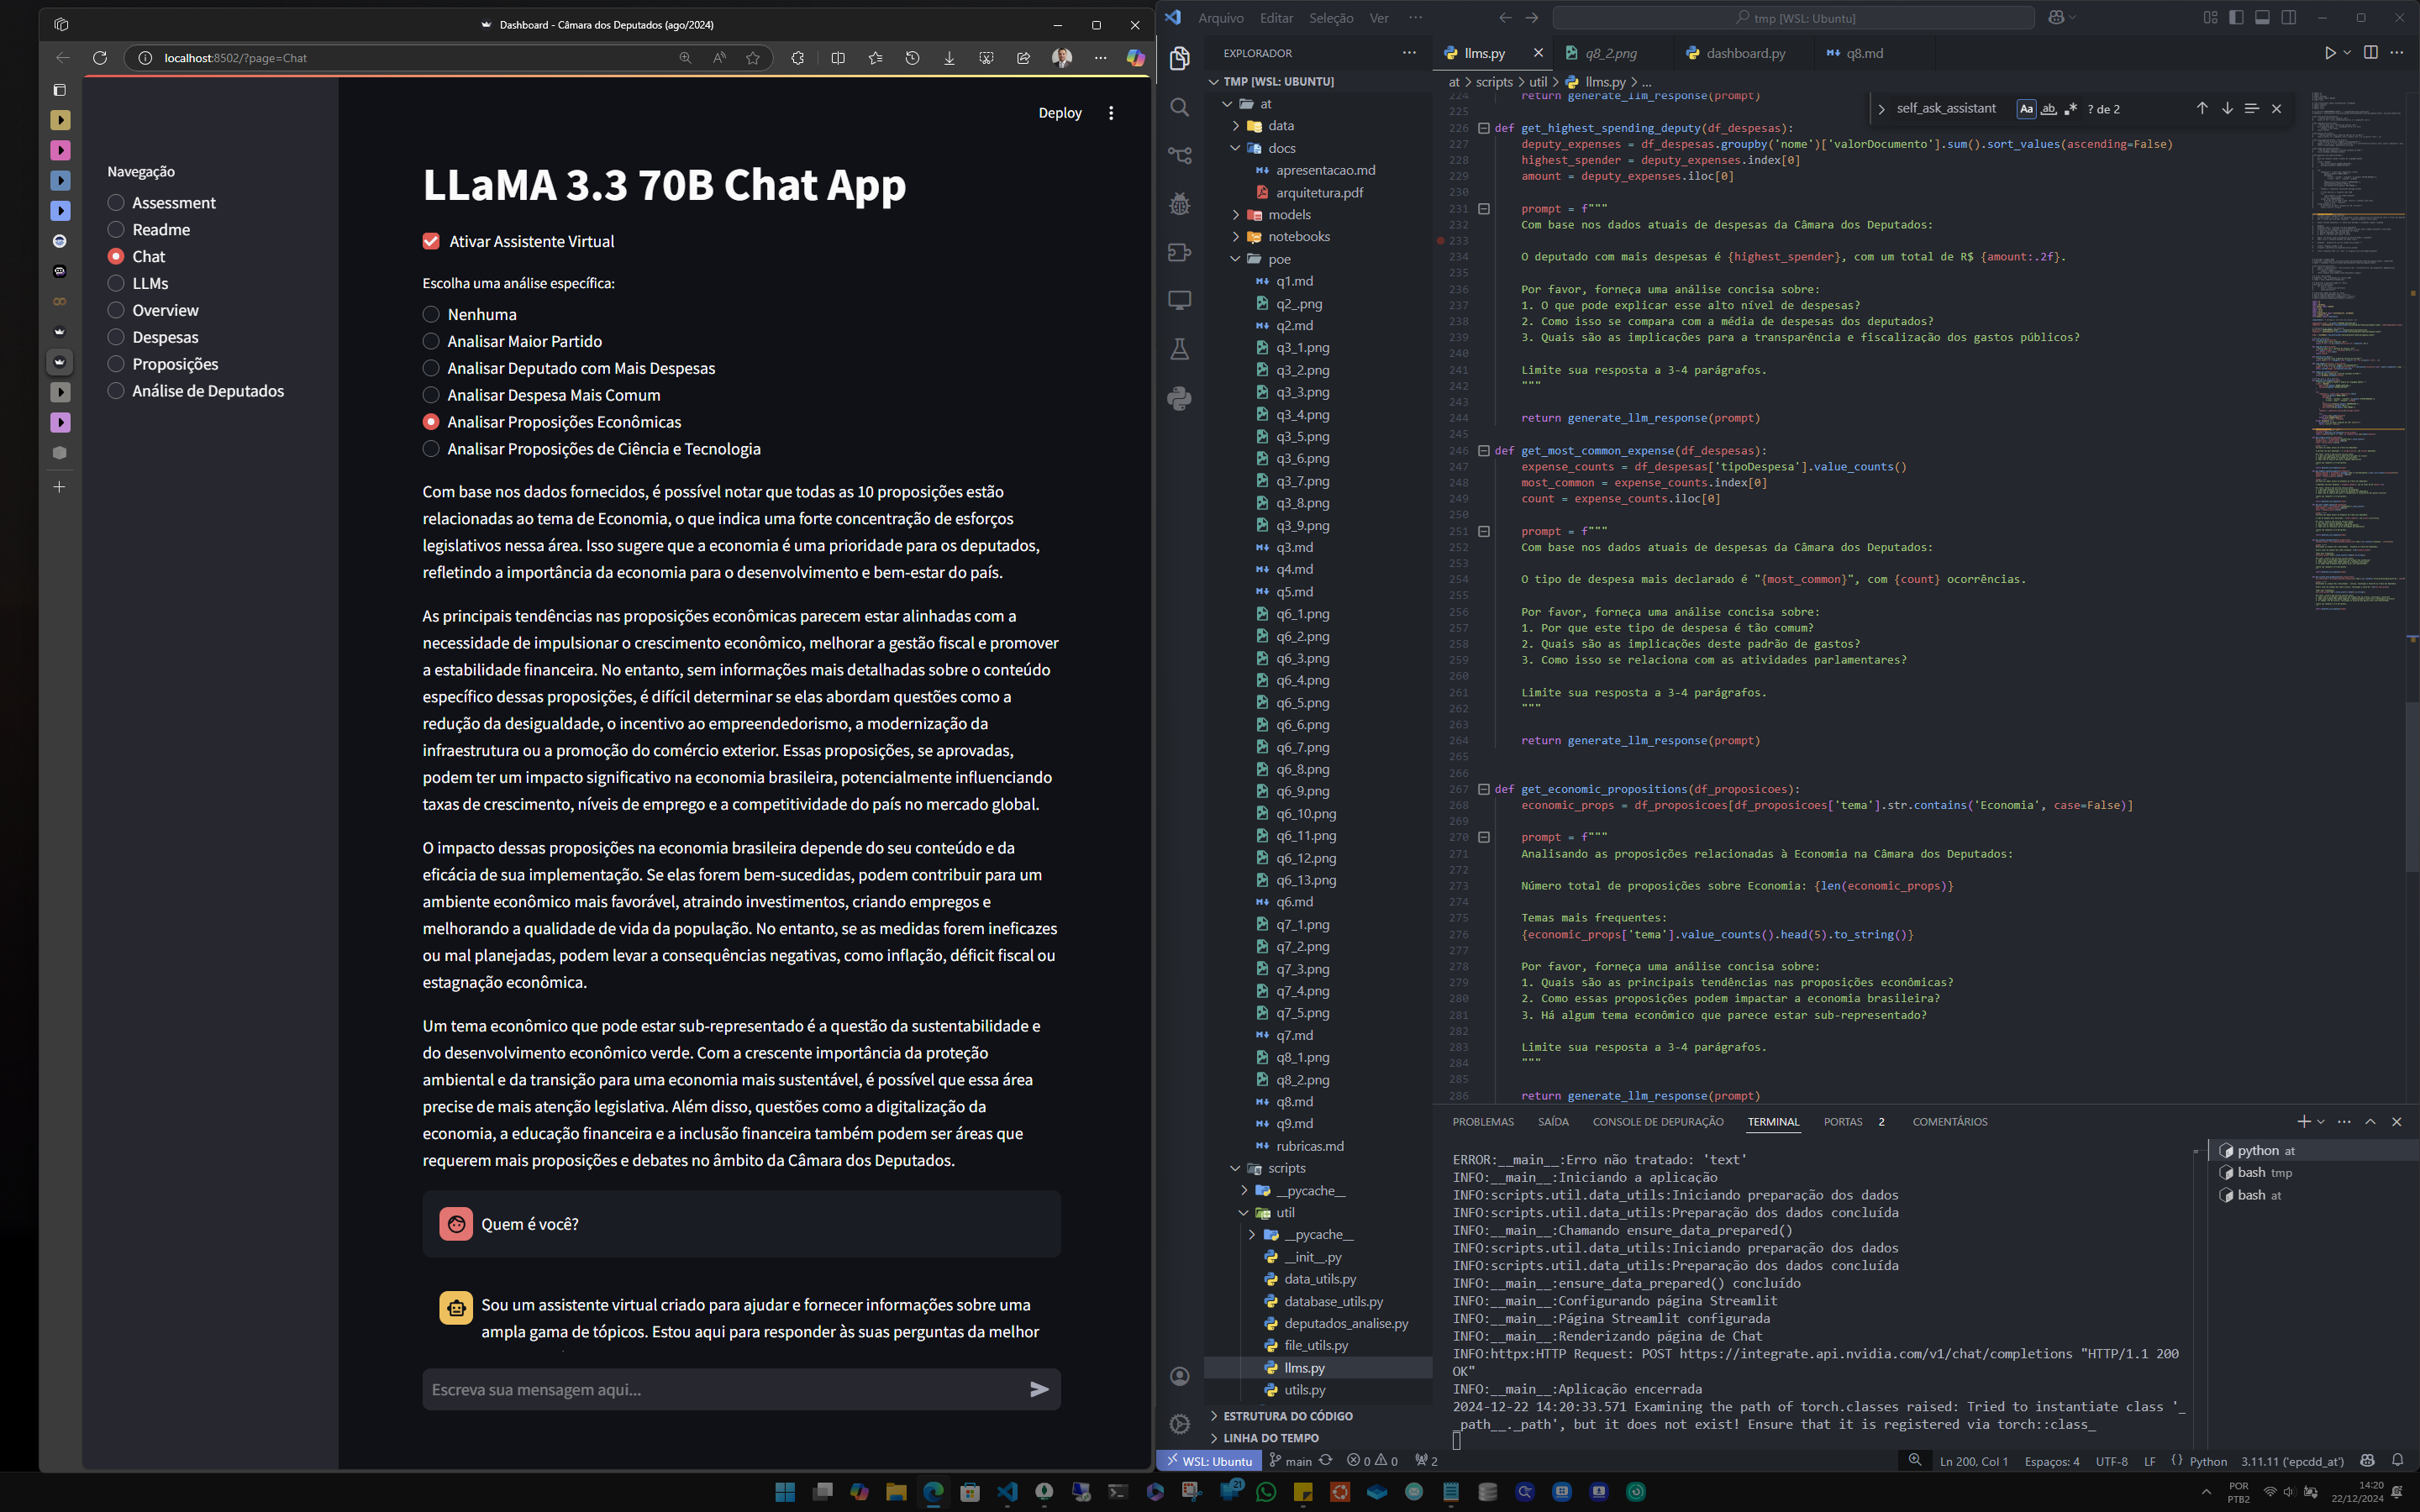 Dashboard - Câmara dos Deputados (ago/2024)
localhost:8502/?page=Chat
Deploy
Navegação
Assessment
Readme
Chat
LLMs
Overview
Despesas
Proposições
Análise de Deputados
LLaMA 3.3 70B Chat App
Ativar Assistente Virtual
Escolha uma análise específica:
Nenhuma
Analisar Maior Partido
Analisar Deputado com Mais Despesas
Analisar Despesa Mais Comum
Analisar Proposições Econômicas
Analisar Proposições de Ciência e Tecnologia
Com base nos dados fornecidos, é possível notar que todas as 10 proposições estão
relacionadas ao tema de Economia, o que indica uma forte concentração de esforços
legislativos nessa área. Isso sugere que a economia é uma prioridade para os deputados,
refletindo a importância da economia para o desenvolvimento e bem-estar do país.
As principais tendências nas proposições econômicas parecem estar alinhadas com a
necessidade de impulsionar o crescimento econômico, melhorar a gestão fiscal e promover
a estabilidade financeira. No entanto, sem informações mais detalhadas sobre o conteúdo
específico dessas proposições, é difícil determinar se elas abordam questões como a
redução da desigualdade, o incentivo ao empreendedorismo, a modernização da
infraestrutura ou a promoção do comércio exterior. Essas proposições, se aprovadas,
podem ter um impacto significativo na economia brasileira, potencialmente influenciando
taxas de crescimento, níveis de emprego e a competitividade do país no mercado global.
O impacto dessas proposições na economia brasileira depende do seu conteúdo e da
eficácia de sua implementação. Se elas forem bem-sucedidas, podem contribuir para um
ambiente econômico mais favorável, atraindo investimentos, criando empregos e
melhorando a qualidade de vida da população. No entanto, se as medidas forem ineficazes
ou mal planejadas, podem levar a consequências negativas, como inflação, déficit fiscal ou
estagnação econômica.
Um tema econômico que pode estar sub-representado é a questão da sustentabilidade e
do desenvolvimento econômico verde. Com a crescente importância da proteção
ambiental e da transição para uma economia mais sustentável, é possível que essa área
precise de mais atenção legislativa. Além disso, questões como a digitalização da
economia, a educação financeira e a inclusão financeira também podem ser áreas que
requerem mais proposições e debates no âmbito da Câmara dos Deputados.
Quem é você?
Sou um assistente virtual criado para ajudar e fornecer informações sobre uma
ampla gama de tópicos. Estou aqui para responder às suas perguntas da melhor
Escreva sua mensagem aqui...
Arquivo Editar Seleção Ver ···
tmp [WSL: Ubuntu]
EXPLORADOR
TMP [WSL: UBUNTU]
at
data
docs
apresentacao.md
arquitetura.pdf
models
notebooks
poe
q1.md
q2_.png
q2.md
q3_1.png
q3_2.png
q3_3.png
q3_4.png
q3_5.png
q3_6.png
q3_7.png
q3_8.png
q3_9.png
q3.md
q4.md
q5.md
q6_1.png
q6_2.png
q6_3.png
q6_4.png
q6_5.png
q6_6.png
q6_7.png
q6_8.png
q6_9.png
q6_10.png
q6_11.png
q6_12.png
q6_13.png
q6.md
q7_1.png
q7_2.png
q7_3.png
q7_4.png
q7_5.png
q7.md
q8_1.png
q8_2.png
q8.md
q9.md
rubricas.md
scripts
__pycache__
util
__pycache__
__init__.py
data_utils.py
database_utils.py
deputados_analise.py
file_utils.py
llms.py
utils.py
ESTRUTURA DO CÓDIGO
LINHA DO TEMPO
llms.py q8_2.png dashboard.py q8.md
at > scripts > util > llms.py > ...
self_ask_assistant Aa ab .* ? de 2
224 return generate_llm_response(prompt)
225
226 def get_highest_spending_deputy(df_despesas):
227 deputy_expenses = df_despesas.groupby('nome')['valorDocumento'].sum().sort_values(ascending=False)
228 highest_spender = deputy_expenses.index[0]
229 amount = deputy_expenses.iloc[0]
230
231 prompt = f"""
232 Com base nos dados atuais de despesas da Câmara dos Deputados:
233
234 O deputado com mais despesas é {highest_spender}, com um total de R$ {amount:.2f}.
235
236 Por favor, forneça uma análise concisa sobre:
237 1. O que pode explicar esse alto nível de despesas?
238 2. Como isso se compara com a média de despesas dos deputados?
239 3. Quais são as implicações para a transparência e fiscalização dos gastos públicos?
240
241 Limite sua resposta a 3-4 parágrafos.
242 """
243
244 return generate_llm_response(prompt)
245
246 def get_most_common_expense(df_despesas):
247 expense_counts = df_despesas['tipoDespesa'].value_counts()
248 most_common = expense_counts.index[0]
249 count = expense_counts.iloc[0]
250
251 prompt = f"""
252 Com base nos dados atuais de despesas da Câmara dos Deputados:
253
254 O tipo de despesa mais declarado é "{most_common}", com {count} ocorrências.
255
256 Por favor, forneça uma análise concisa sobre:
257 1. Por que este tipo de despesa é tão comum?
258 2. Quais são as implicações deste padrão de gastos?
259 3. Como isso se relaciona com as atividades parlamentares?
260
261 Limite sua resposta a 3-4 parágrafos.
262 """
263
264 return generate_llm_response(prompt)
265
266
267 def get_economic_propositions(df_proposicoes):
268 economic_props = df_proposicoes[df_proposicoes['tema'].str.contains('Economia', case=False)]
269
270 prompt = f"""
271 Analisando as proposições relacionadas à Economia na Câmara dos Deputados:
272
273 Número total de proposições sobre Economia: {len(economic_props)}
274
275 Temas mais frequentes:
276 {economic_props['tema'].value_counts().head(5).to_string()}
277
278 Por favor, forneça uma análise concisa sobre:
279 1. Quais são as principais tendências nas proposições econômicas?
280 2. Como essas proposições podem impactar a economia brasileira?
281 3. Há algum tema econômico que parece estar sub-representado?
282
283 Limite sua resposta a 3-4 parágrafos.
284 """
285
286 return generate_llm_response(prompt)
PROBLEMAS SAÍDA CONSOLE DE DEPURAÇÃO TERMINAL PORTAS 2 COMENTÁRIOS
ERROR:__main__:Erro não tratado: 'text'
INFO:__main__:Iniciando a aplicação
INFO:scripts.util.data_utils:Iniciando preparação dos dados
INFO:scripts.util.data_utils:Preparação dos dados concluída
INFO:__main__:Chamando ensure_data_prepared()
INFO:scripts.util.data_utils:Iniciando preparação dos dados
INFO:scripts.util.data_utils:Preparação dos dados concluída
INFO:__main__:ensure_data_prepared() concluído
INFO:__main__:Configurando página Streamlit
INFO:__main__:Página Streamlit configurada
INFO:__main__:Renderizando página de Chat
INFO:httpx:HTTP Request: POST https://integrate.api.nvidia.com/v1/chat/completions "HTTP/1.1 200
OK"
INFO:__main__:Aplicação encerrada
2024-12-22 14:20:33.571 Examining the path of torch.classes raised: Tried to instantiate class '_
_path__._path', but it does not exist! Ensure that it is registered via torch::class_
python at
bash tmp
bash at
WSL: Ubuntu main 0 0 2
Ln 200, Col 1 Espaços: 4 UTF-8 LF {} Python 3.11.11 ('epcdd_at')
21
POR
PTB2
14:20
22/12/2024